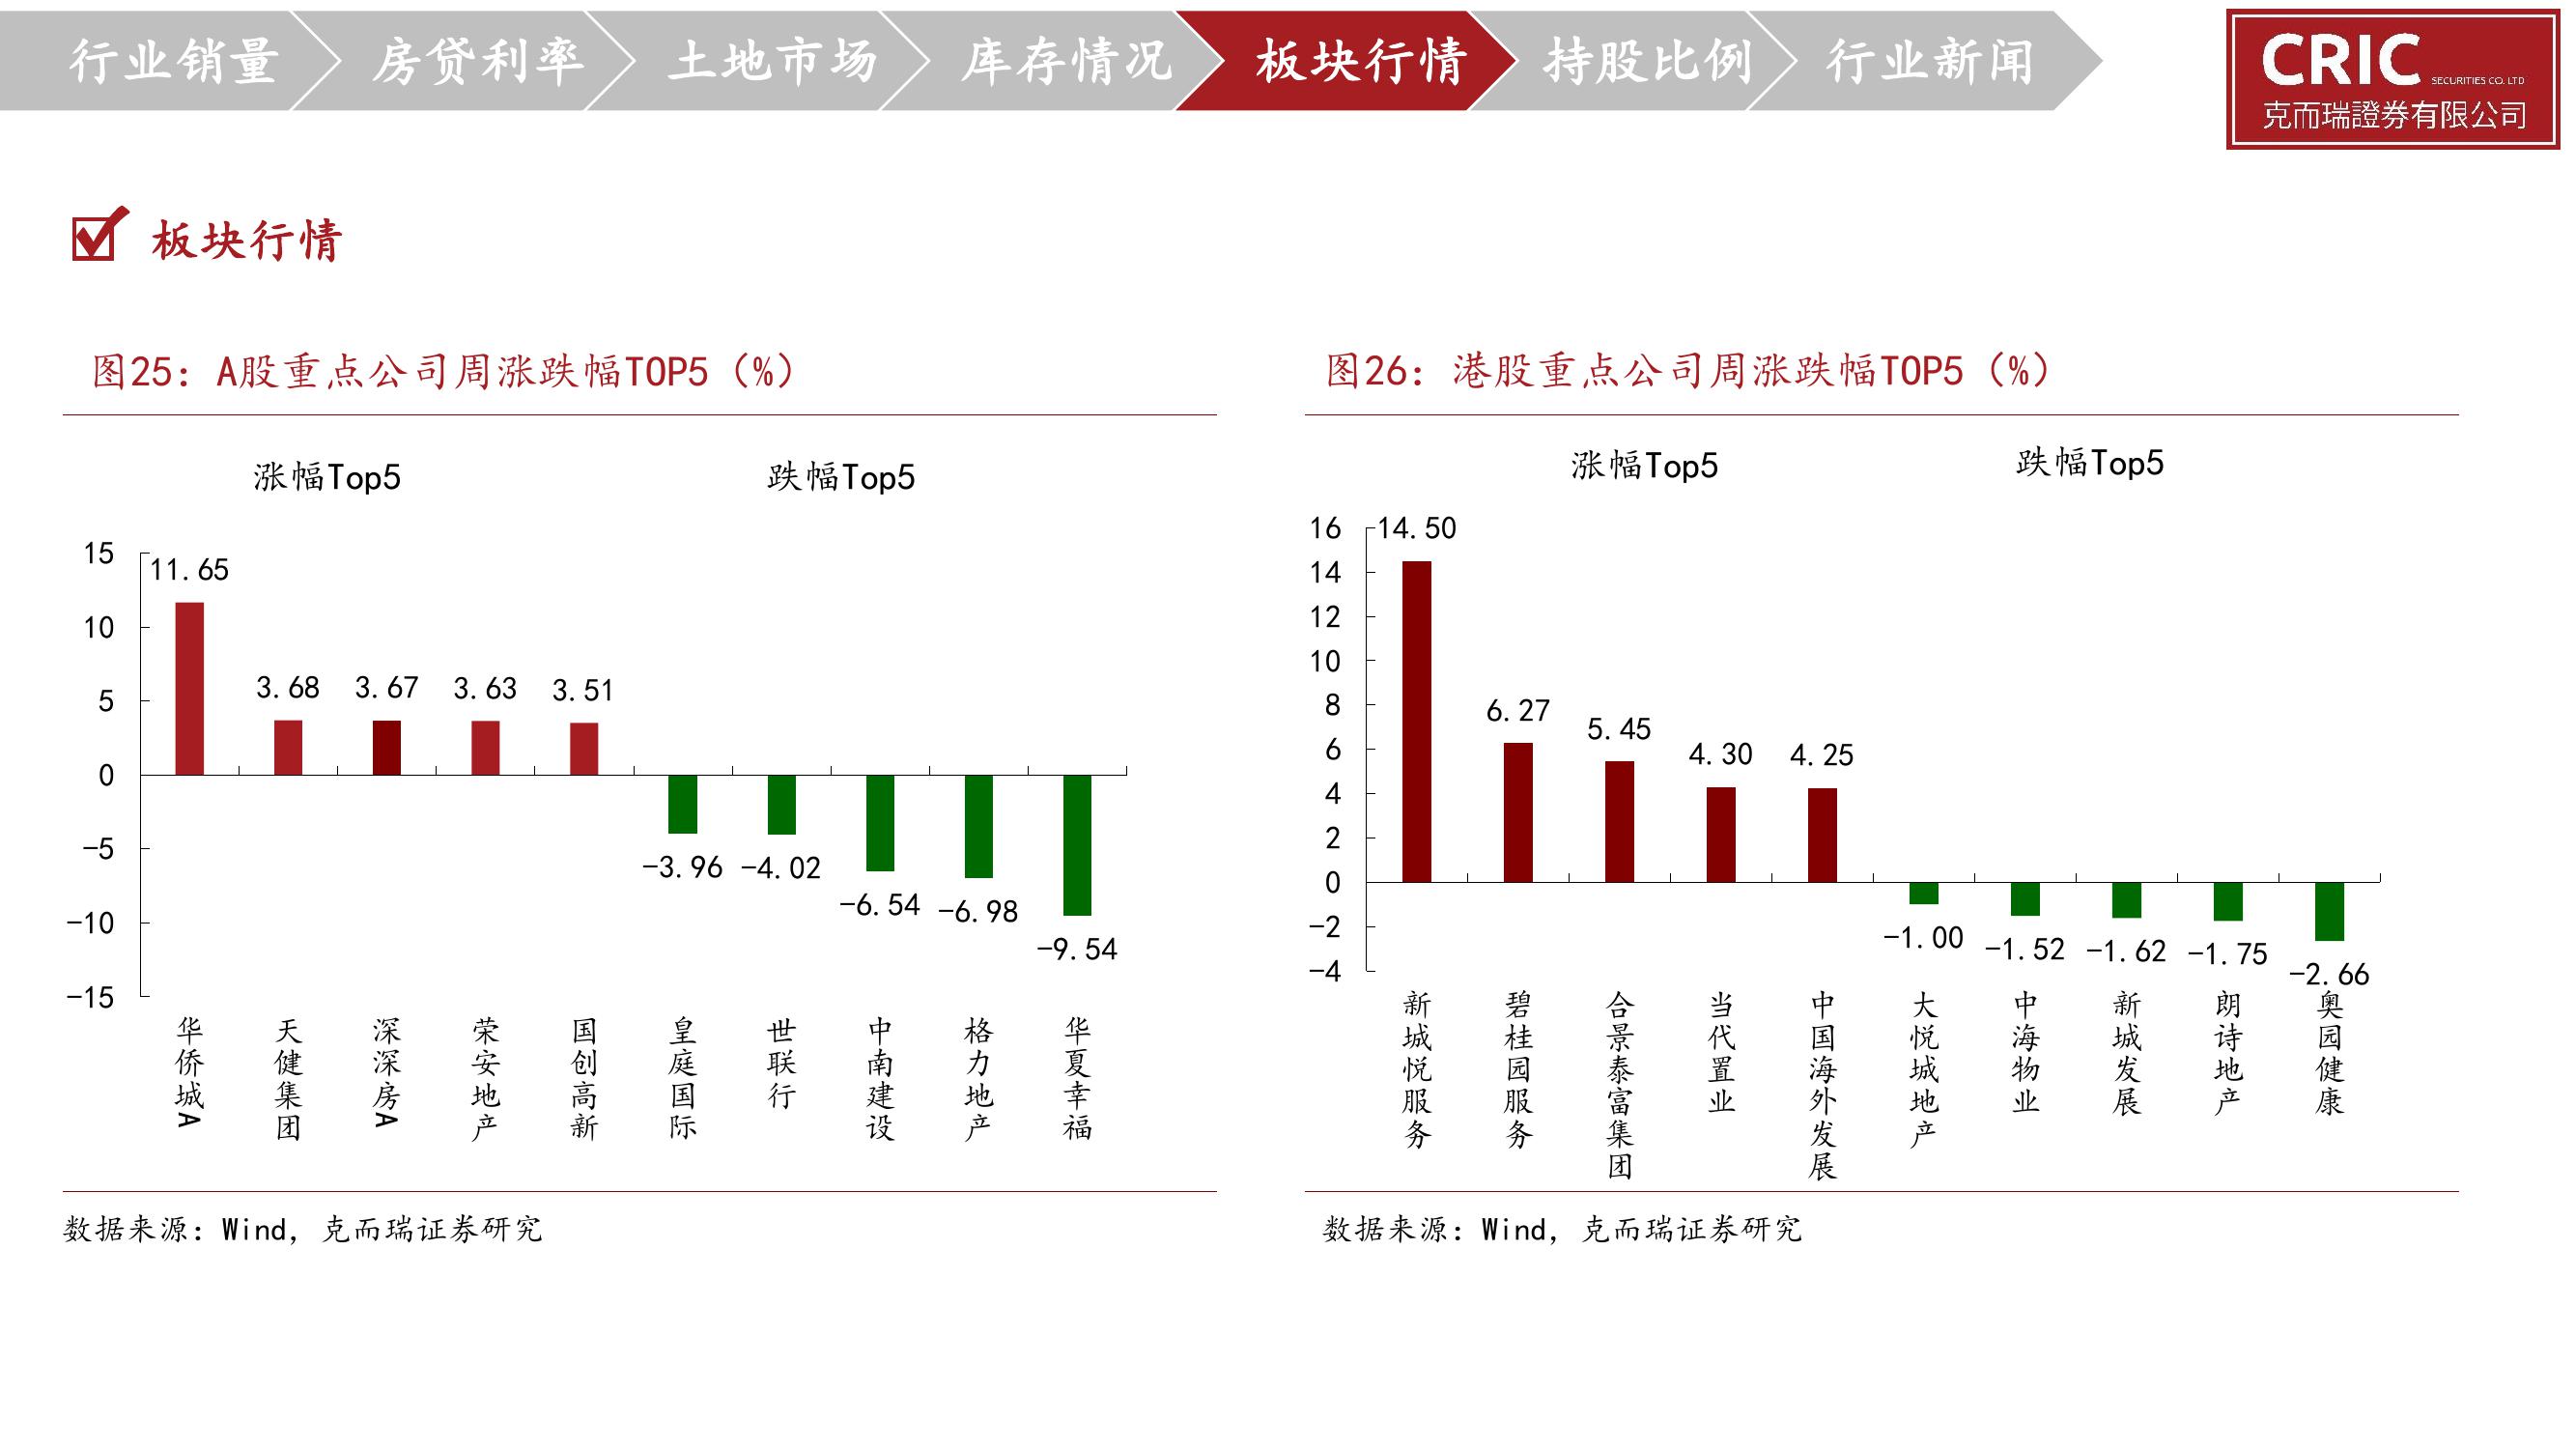 行业销量 房贷利率 土地市场 库存情况 板块行情 持股比例 行业新闻
CRIC SECURITIES CO. LTD
克而瑞證券有限公司
板块行情
图25：A股重点公司周涨跌幅TOP5（%）
涨幅Top5 跌幅Top5
15
10
5
0
-5
-10
-15
11.65
3.68
3.67
3.63
3.51
-3.96
-4.02
-6.54
-6.98
-9.54
华侨城A
天健集团
深深房A
荣安地产
国创高新
皇庭国际
世联行
中南建设
格力地产
华夏幸福
数据来源：Wind，克而瑞证券研究
图26：港股重点公司周涨跌幅TOP5（%）
涨幅Top5 跌幅Top5
16
14
12
10
8
6
4
2
0
-2
-4
14.50
6.27
5.45
4.30
4.25
-1.00
-1.52
-1.62
-1.75
-2.66
新城悦服务
碧桂园服务
合景泰富集团
当代置业
中国海外发展
大悦城地产
中海物业
新城发展
朗诗地产
奥园健康
数据来源：Wind，克而瑞证券研究